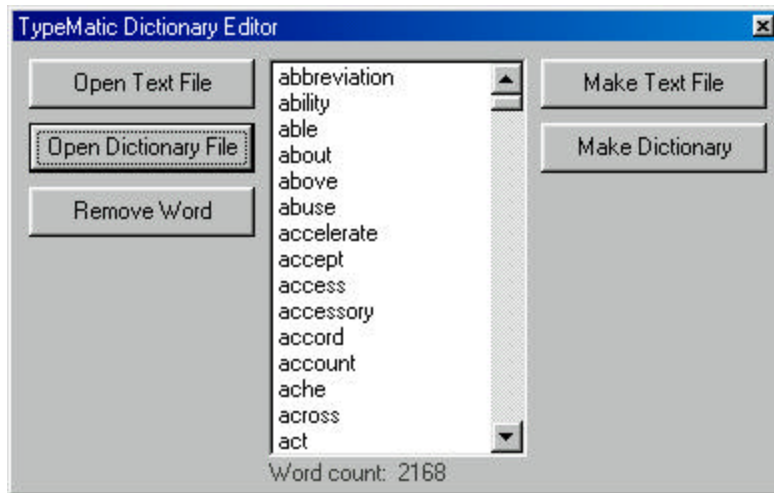 TypeMatic Dictionary Editor
Open Text File
Open Dictionary File
Remove Word
abbreviation
ability
able
about
above
abuse
accelerate
accept
access
accessory
accord
account
ache
across
act
Word count: 2168
Make Text File
Make Dictionary